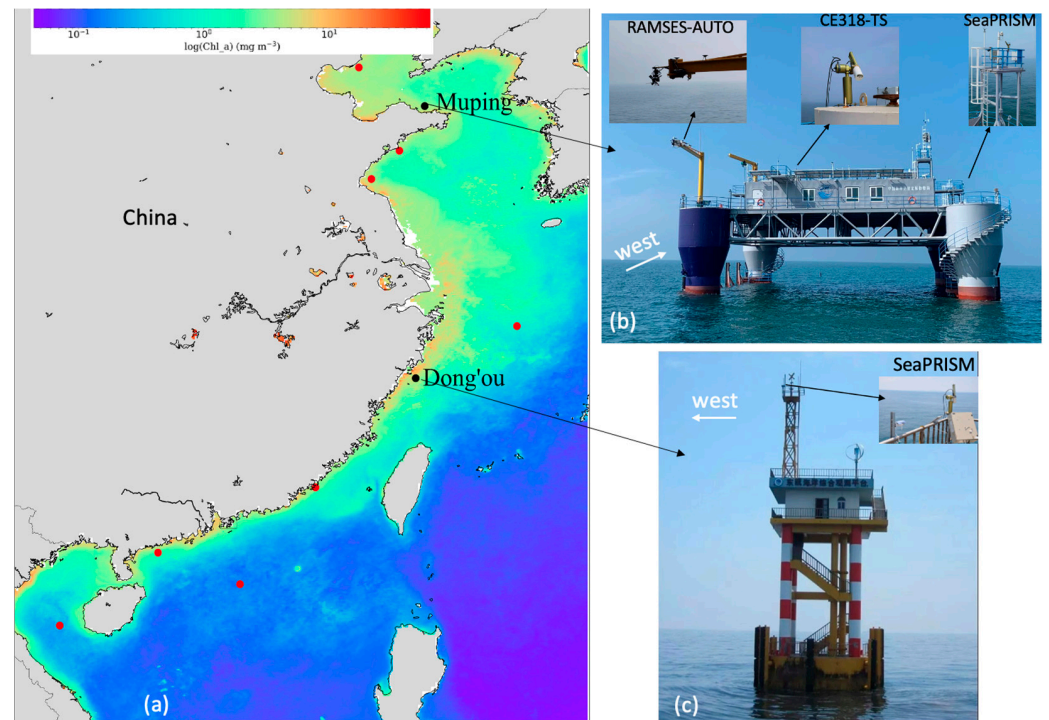 10⁻¹ 10⁰ 10¹
log(Chl_a) (mg m⁻³)
Muping
China
Dong'ou
(a)
RAMSES-AUTO
CE318-TS
SeaPRISM
west
(b)
SeaPRISM
west
(c)